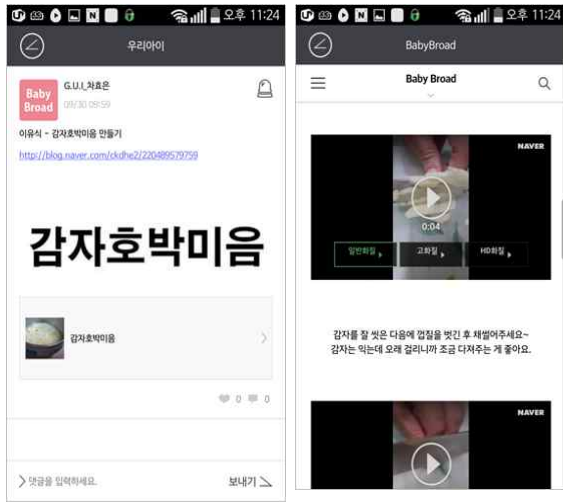 오후 11:24
우리아이
Baby
Broad
G.U.I_차효은
09/30 09:59
이유식 - 감자호박미음 만들기
http://blog.naver.com/ckdhe2/220489579759
감자호박미음
감자호박미음
0 0
댓글을 입력하세요.
보내기
오후 11:24
BabyBroad
Baby Broad
NAVER
0:04
일반화질
고화질
HD화질
감자를 잘 씻은 다음에 껍질을 벗긴 후 채썰어주세요~
감자는 익는데 오래 걸리니까 조금 다져주는 게 좋아요.
NAVER